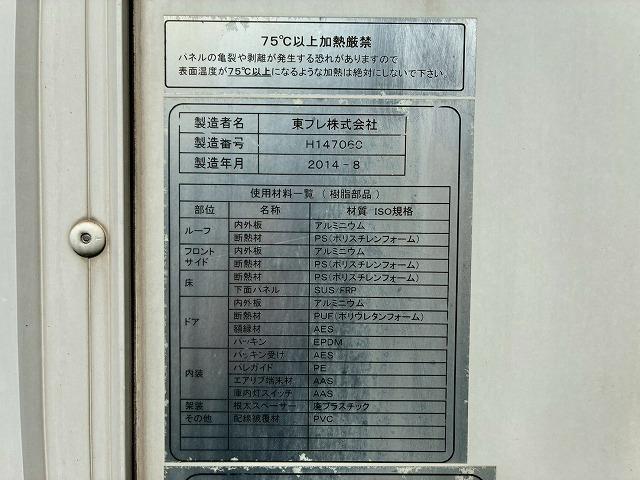 75℃以上加熱厳禁
パネルの亀裂や剥離が発生する恐れがありますので
表面温度が75℃以上になるような加熱は絶対にしないで下さい。
製造者名 東プレ株式会社
製造番号 H14706C
製造年月 2014-8
使用材料一覧（樹脂部品）
部位 名称 材質 ISO規格
ルーフ 内外板 アルミニウム
断熱材 PS(ポリスチレンフォーム)
フロント サイド 内外板 アルミニウム
断熱材 PS(ポリスチレンフォーム)
床 断熱材 PS(ポリスチレンフォーム)
下面パネル SUS/FRP
ドア 内外板 アルミニウム
断熱材 PUF(ポリウレタンフォーム)
額縁材 AES
パッキン EPDM
内装 パッキン受け AES
バレガイド PE
エアリブ端末材 AAS
庫内灯スイッチ AAS
架装 根太スペーサー 廃プラスチック
その他 配線被覆材 PVC